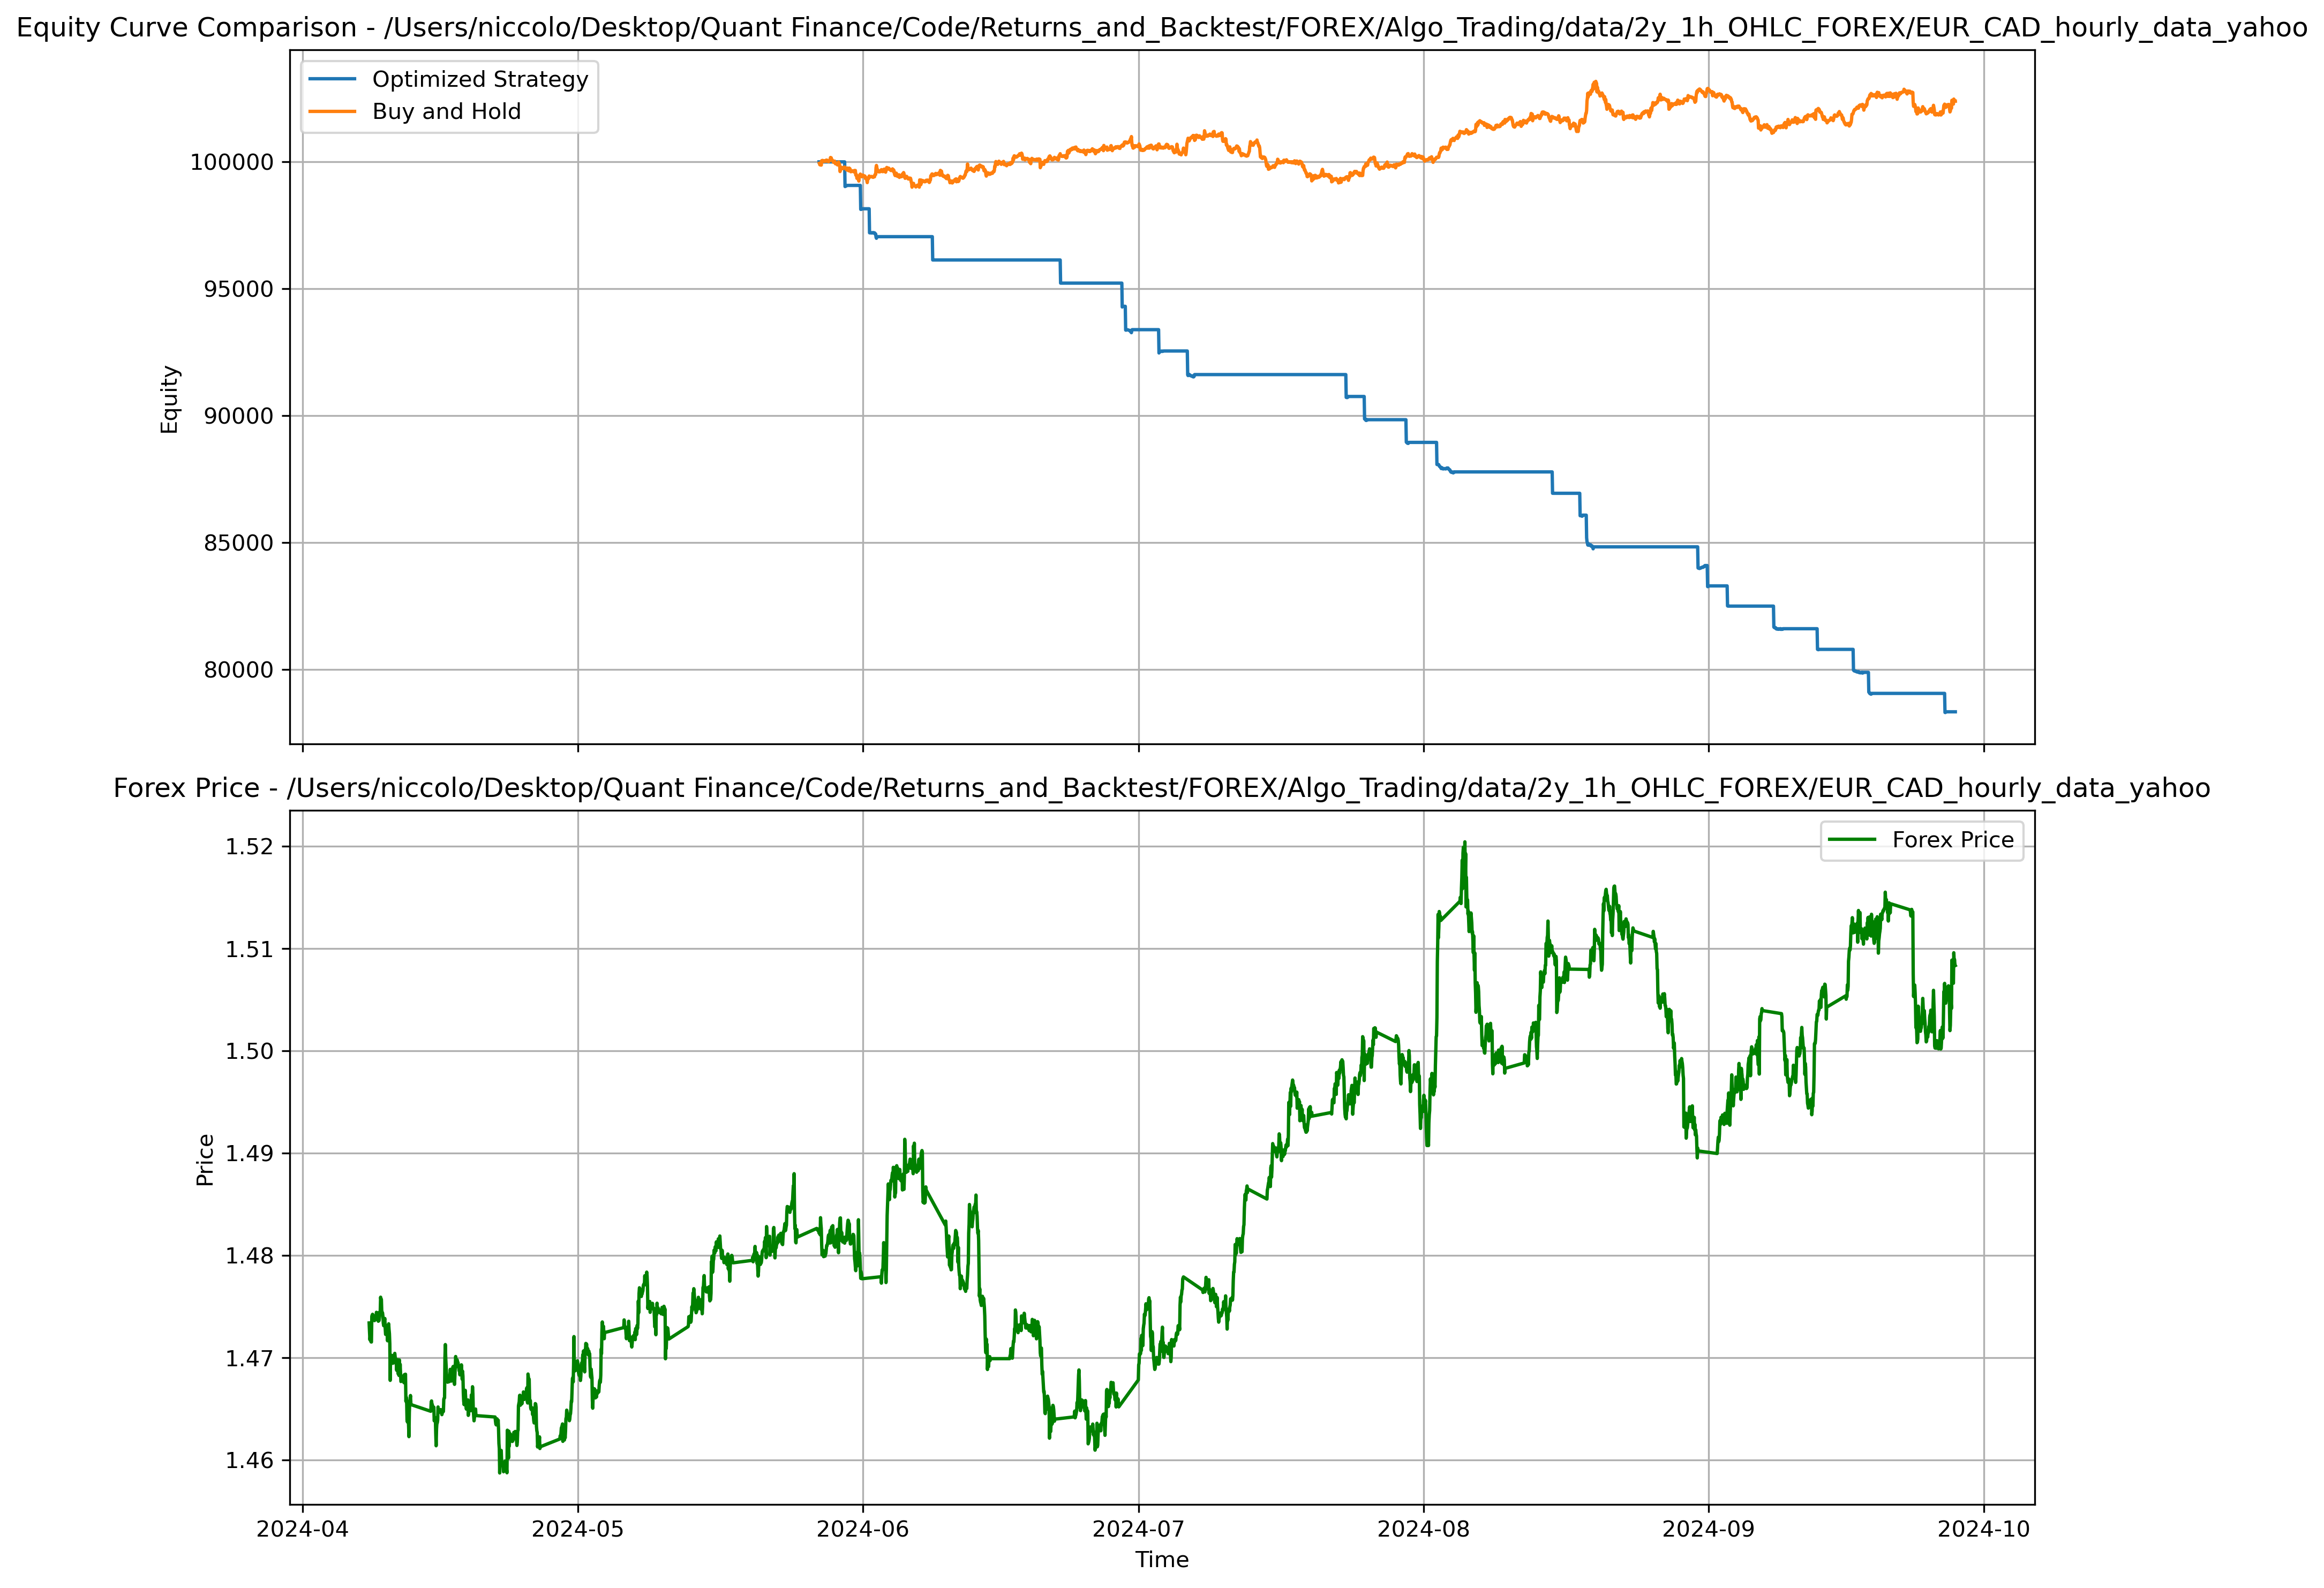 Equity Curve Comparison - /Users/niccolo/Desktop/Quant Finance/Code/Returns_and_Backtest/FOREX/Algo_Trading/data/2y_1h_OHLC_FOREX/EUR_CAD_hourly_data_yahoo
Optimized Strategy
Buy and Hold
100000
95000
90000
85000
80000
Equity
Forex Price - /Users/niccolo/Desktop/Quant Finance/Code/Returns_and_Backtest/FOREX/Algo_Trading/data/2y_1h_OHLC_FOREX/EUR_CAD_hourly_data_yahoo
Forex Price
1.52
1.51
1.50
1.49
1.48
1.47
1.46
Price
2024-04 2024-05 2024-06 2024-07 2024-08 2024-09 2024-10
Time